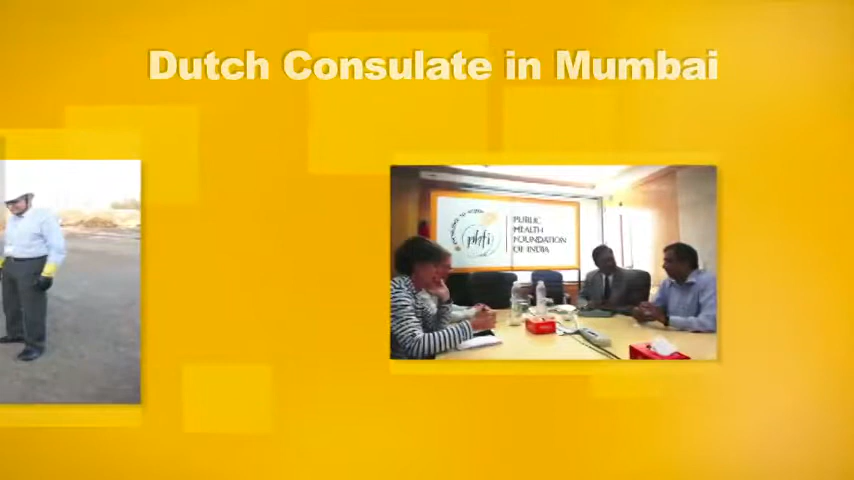 Dutch Consulate in Mumbai
phfi
PUBLIC
HEALTH
FOUNDATION
OF INDIA